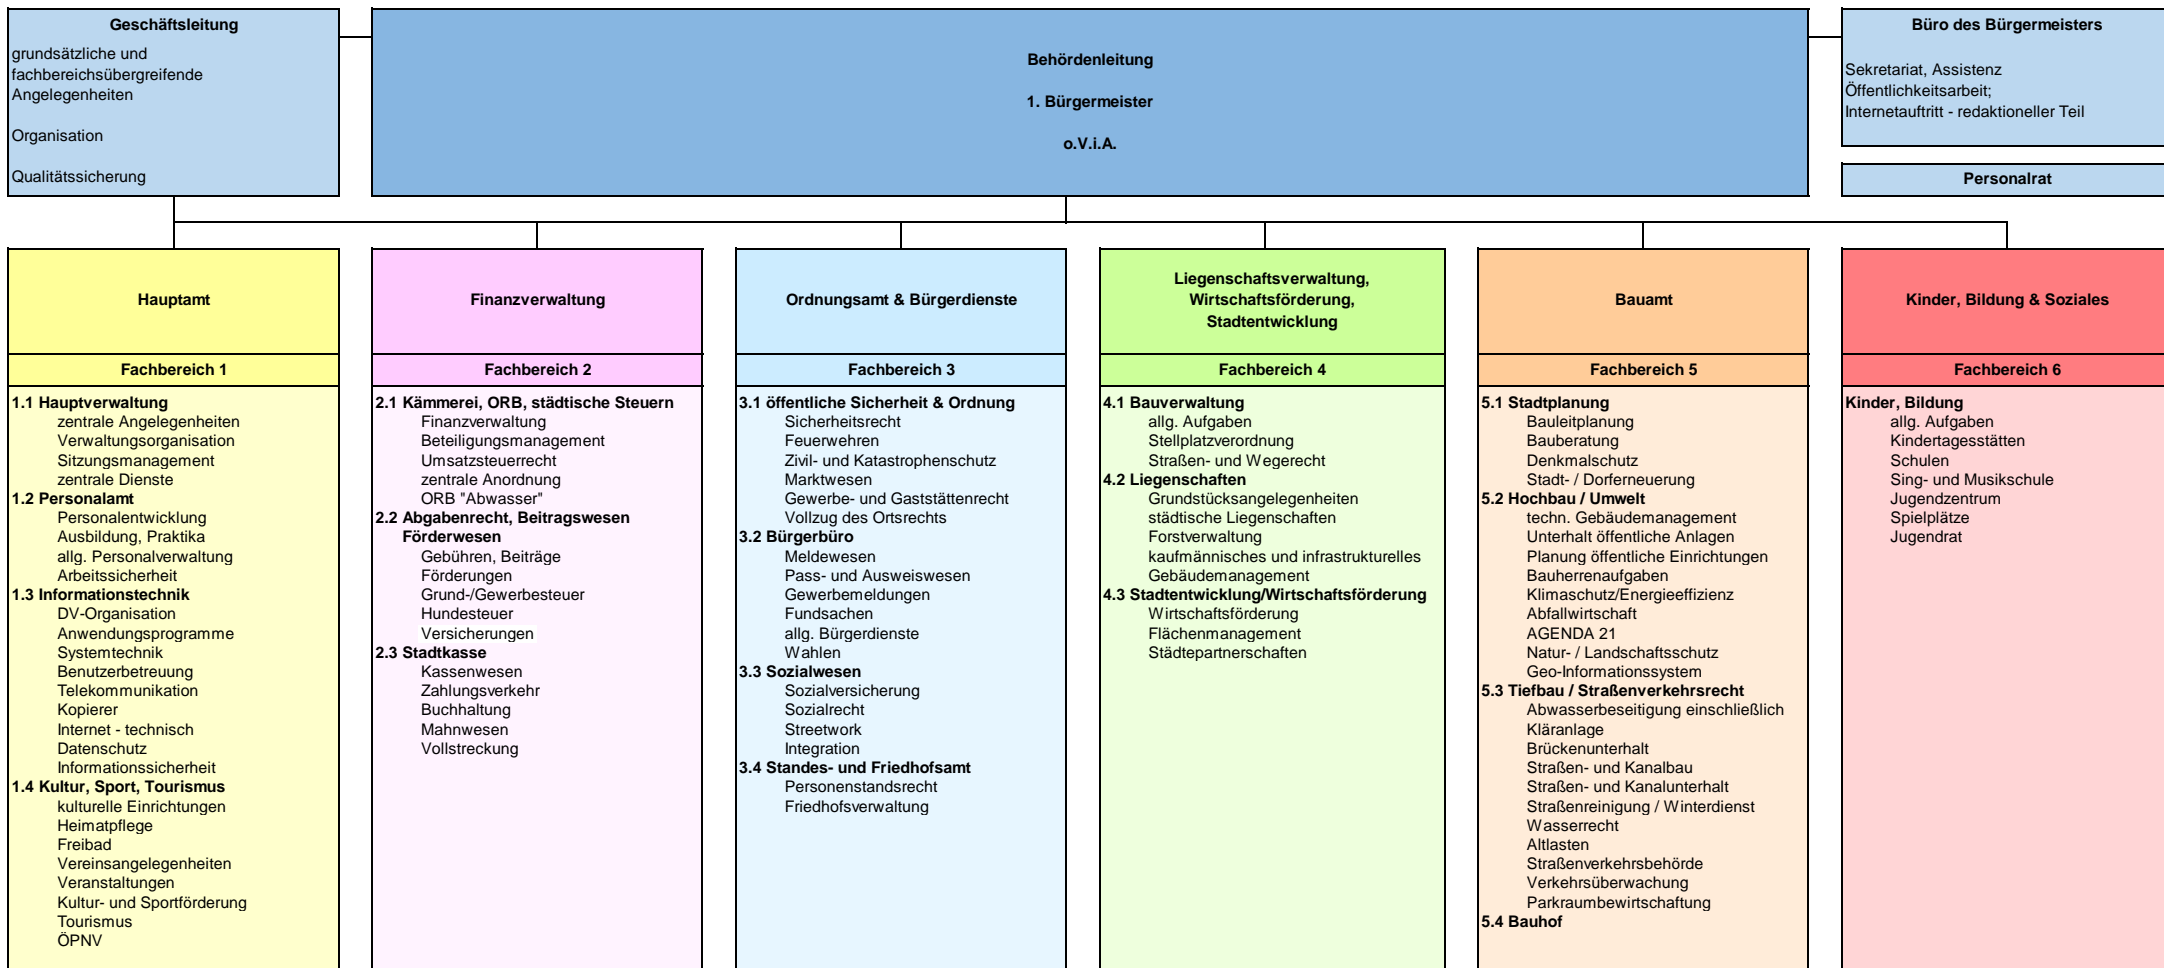 Geschäftsleitung
grundsätzliche und
fachbereichsübergreifende
Angelegenheiten
Organisation
Qualitätssicherung
Behördenleitung
1. Bürgermeister
o.V.i.A.
Büro des Bürgermeisters
Sekretariat, Assistenz
Öffentlichkeitsarbeit;
Internetauftritt - redaktioneller Teil
Personalrat
Hauptamt
Fachbereich 1
1.1 Hauptverwaltung
zentrale Angelegenheiten
Verwaltungsorganisation
Sitzungsmanagement
zentrale Dienste
1.2 Personalamt
Personalentwicklung
Ausbildung, Praktika
allg. Personalverwaltung
Arbeitssicherheit
1.3 Informationstechnik
DV-Organisation
Anwendungsprogramme
Systemtechnik
Benutzerbetreuung
Telekommunikation
Kopierer
Internet - technisch
Datenschutz
Informationssicherheit
1.4 Kultur, Sport, Tourismus
kulturelle Einrichtungen
Heimatpflege
Freibad
Vereinsangelegenheiten
Veranstaltungen
Kultur- und Sportförderung
Tourismus
ÖPNV
Finanzverwaltung
Fachbereich 2
2.1 Kämmerei, ORB, städtische Steuern
Finanzverwaltung
Beteiligungsmanagement
Umsatzsteuerrecht
zentrale Anordnung
ORB "Abwasser"
2.2 Abgabenrecht, Beitragswesen
Förderwesen
Gebühren, Beiträge
Förderungen
Grund-/Gewerbesteuer
Hundesteuer
Versicherungen
2.3 Stadtkasse
Kassenwesen
Zahlungsverkehr
Buchhaltung
Mahnwesen
Vollstreckung
Ordnungsamt & Bürgerdienste
Fachbereich 3
3.1 öffentliche Sicherheit & Ordnung
Sicherheitsrecht
Feuerwehren
Zivil- und Katastrophenschutz
Marktwesen
Gewerbe- und Gaststättenrecht
Vollzug des Ortsrechts
3.2 Bürgerbüro
Meldewesen
Pass- und Ausweiswesen
Gewerbemeldungen
Fundsachen
allg. Bürgerdienste
Wahlen
3.3 Sozialwesen
Sozialversicherung
Sozialrecht
Streetwork
Integration
3.4 Standes- und Friedhofsamt
Personenstandsrecht
Friedhofsverwaltung
Liegenschaftsverwaltung,
Wirtschaftsförderung,
Stadtentwicklung
Fachbereich 4
4.1 Bauverwaltung
allg. Aufgaben
Stellplatzverordnung
Straßen- und Wegerecht
4.2 Liegenschaften
Grundstücksangelegenheiten
städtische Liegenschaften
Forstverwaltung
kaufmännisches und infrastrukturelles
Gebäudemanagement
4.3 Stadtentwicklung/Wirtschaftsförderung
Wirtschaftsförderung
Flächenmanagement
Städtepartnerschaften
Bauamt
Fachbereich 5
5.1 Stadtplanung
Bauleitplanung
Bauberatung
Denkmalschutz
Stadt- / Dorferneuerung
5.2 Hochbau / Umwelt
techn. Gebäudemanagement
Unterhalt öffentliche Anlagen
Planung öffentliche Einrichtungen
Bauherrenaufgaben
Klimaschutz/Energieeffizienz
Abfallwirtschaft
AGENDA 21
Natur- / Landschaftsschutz
Geo-Informationssystem
5.3 Tiefbau / Straßenverkehrsrecht
Abwasserbeseitigung einschließlich
Kläranlage
Brückenunterhalt
Straßen- und Kanalbau
Straßen- und Kanalunterhalt
Straßenreinigung / Winterdienst
Wasserrecht
Altlasten
Straßenverkehrsbehörde
Verkehrsüberwachung
Parkraumbewirtschaftung
5.4 Bauhof
Kinder, Bildung & Soziales
Fachbereich 6
Kinder, Bildung
allg. Aufgaben
Kindertagesstätten
Schulen
Sing- und Musikschule
Jugendzentrum
Spielplätze
Jugendrat